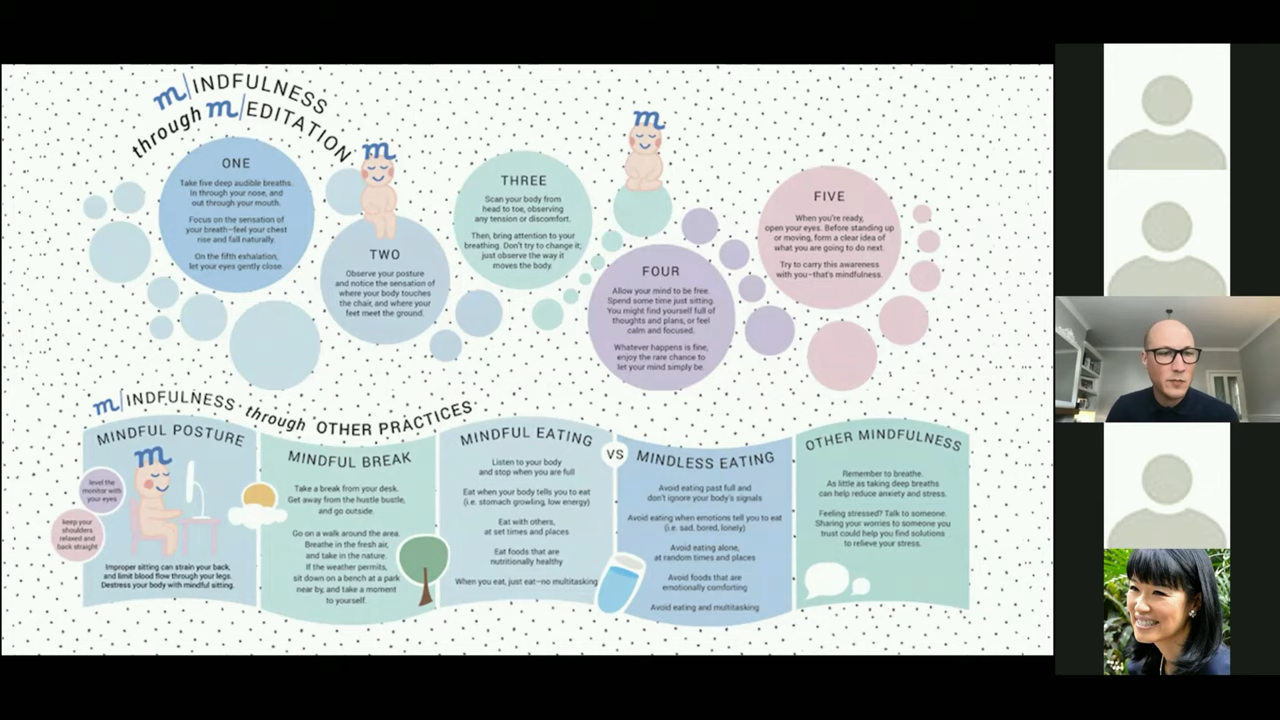 m/INDFULNESS
through m/EDITATION
ONE
Take five deep audible breaths.
In through your nose, and
out through your mouth.
Focus on the sensation of
your breath—feel your chest
rise and fall naturally.
On the fifth exhalation,
let your eyes gently close.
m
TWO
Observe your posture
and notice the sensation of
where your body touches
the chair, and where your
feet meet the ground.
THREE
Scan your body from
head to toe, observing
any tension or discomfort.
Then, bring attention to your
breathing. Don't try to change it;
just observe the way it
moves the body.
m
FOUR
Allow your mind to be free.
Spend some time just sitting.
You might find yourself full of
thoughts and plans, or feel
calm and focused.
Whatever happens is fine,
enjoy the rare chance to
let your mind simply be.
FIVE
When you're ready,
open your eyes. Before standing up
or moving, form a clear idea of
what you are going to do next.
Try to carry this awareness
with you—that's mindfulness.
m/INDFULNESS through OTHER PRACTICES
MINDFUL POSTURE
m
level the
monitor with
your eyes
keep your
shoulders
relaxed and
back straight
Improper sitting can strain your back,
and limit blood flow through your legs.
Destress your body with mindful sitting.
MINDFUL BREAK
Take a break from your desk.
Get away from the hustle bustle,
and go outside.
Go on a walk around the area.
Breathe in the fresh air,
and take in the nature.
If the weather permits,
sit down on a bench at a park
near by, and take a moment
to yourself.
MINDFUL EATING
Listen to your body
and stop when you are full
Eat when your body tells you to eat
(i.e. stomach growling, low energy)
Eat with others,
at set times and places
Eat foods that are
nutritionally healthy
When you eat, just eat—no multitasking
VS
MINDLESS EATING
Avoid eating past full and
don't ignore your body's signals
Avoid eating when emotions tell you to eat
(i.e. sad, bored, lonely)
Avoid eating alone,
at random times and places
Avoid foods that are
emotionally comforting
Avoid eating and multitasking
OTHER MINDFULNESS
Remember to breathe.
As little as taking deep breaths
can help reduce anxiety and stress.
Feeling stressed? Talk to someone.
Sharing your worries to someone you
trust could help you find solutions
to relieve your stress.